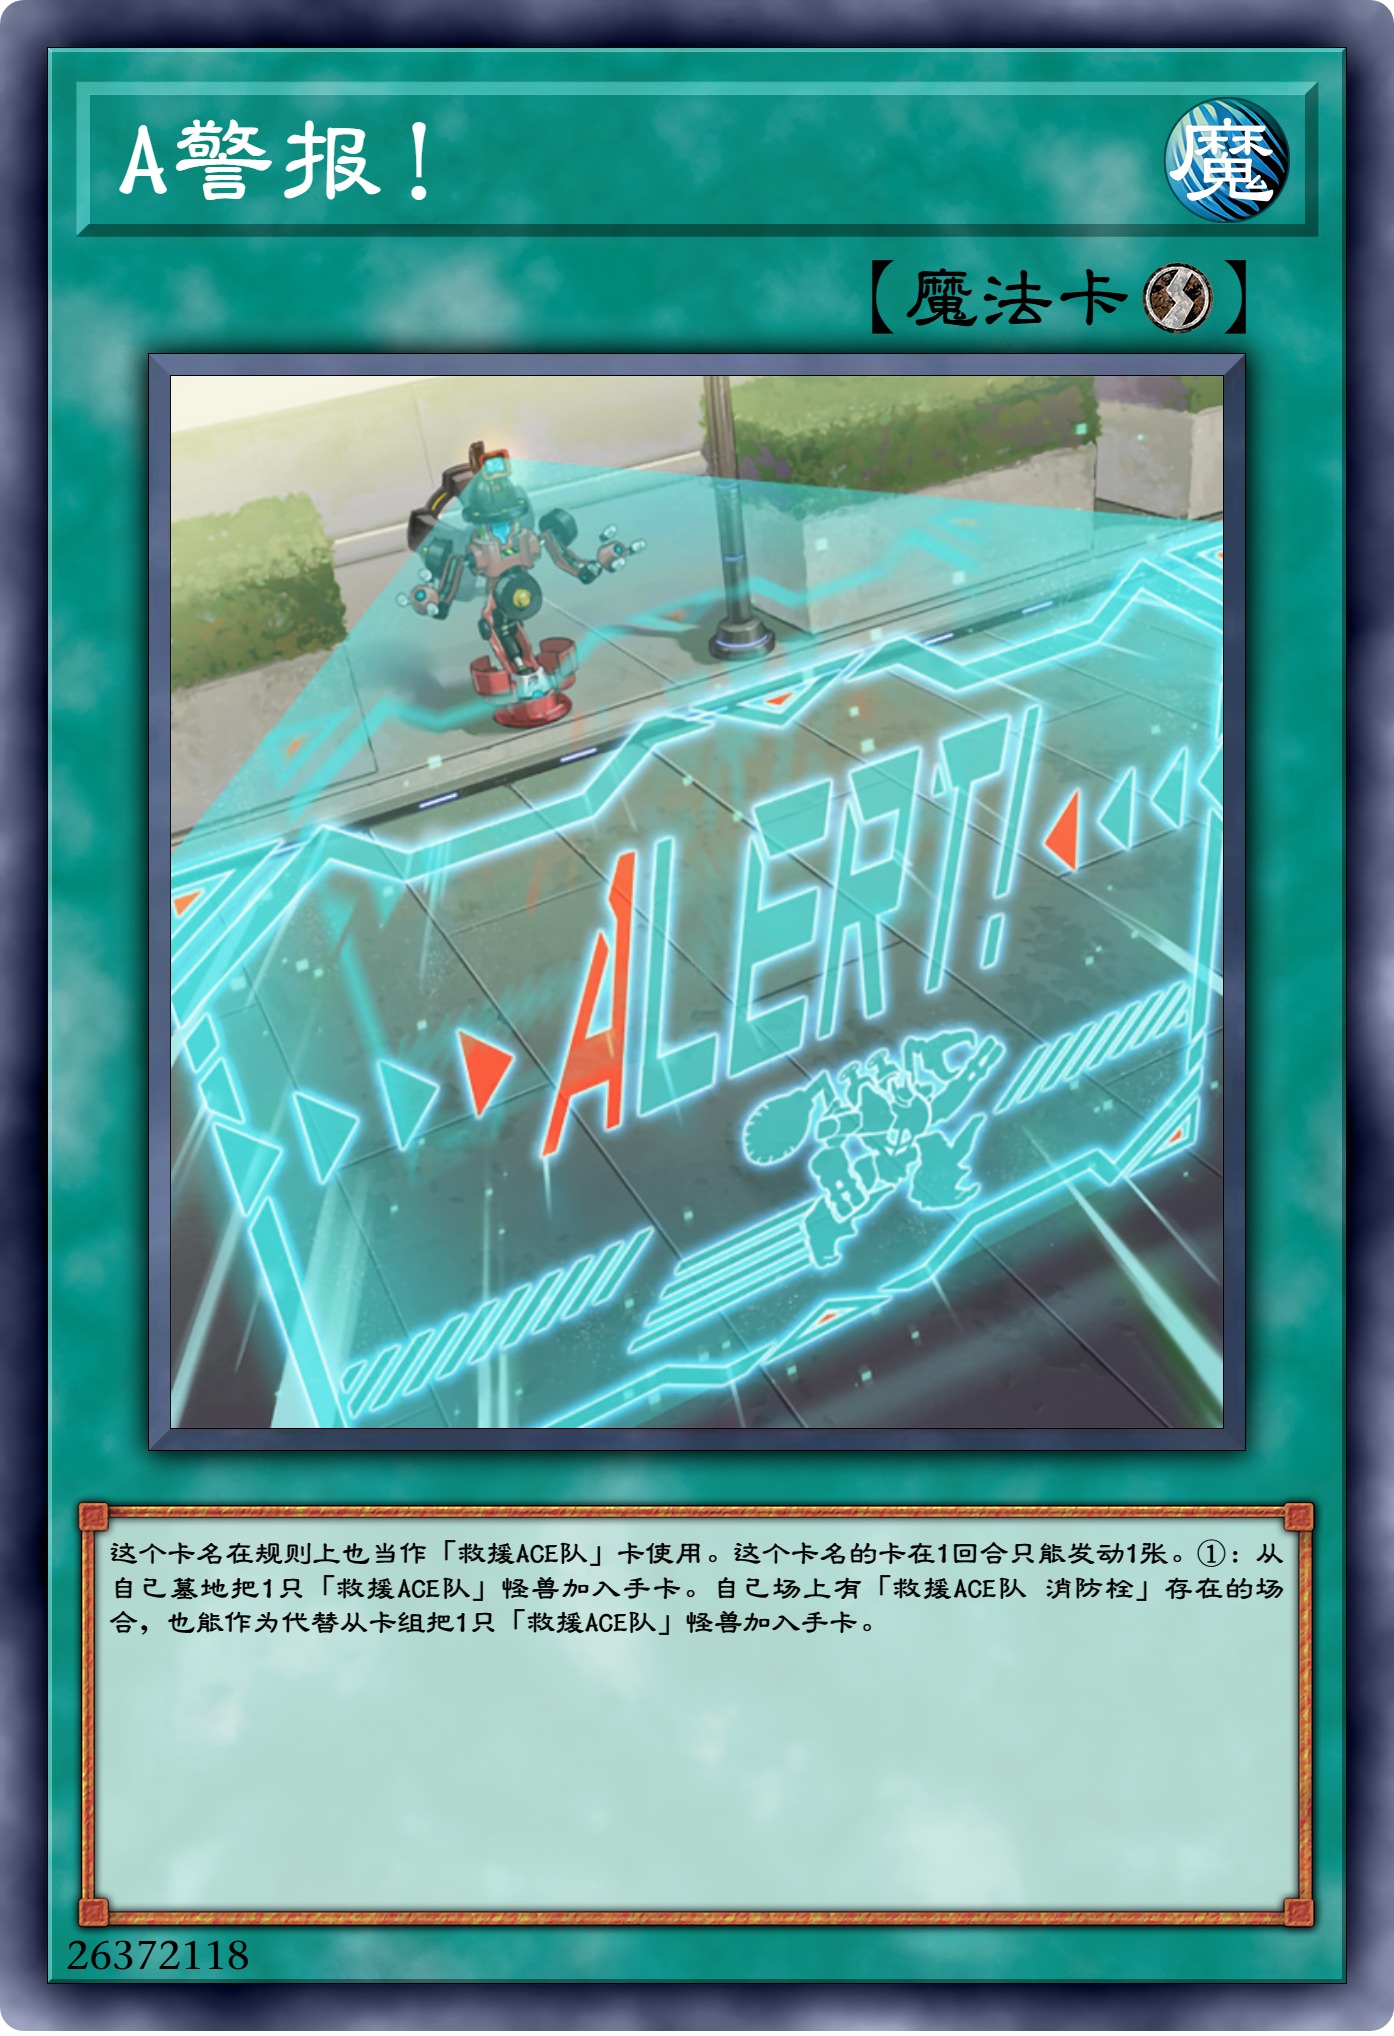 A警报！
魔
【魔法卡】
ALERT!
这个卡名在规则上也当作「救援ACE队」卡使用。这个卡名的卡在1回合只能发动1张。①：从
自己墓地把1只「救援ACE队」怪兽加入手卡。自己场上有「救援ACE队 消防栓」存在的场
合，也能作为代替从卡组把1只「救援ACE队」怪兽加入手卡。
26372118